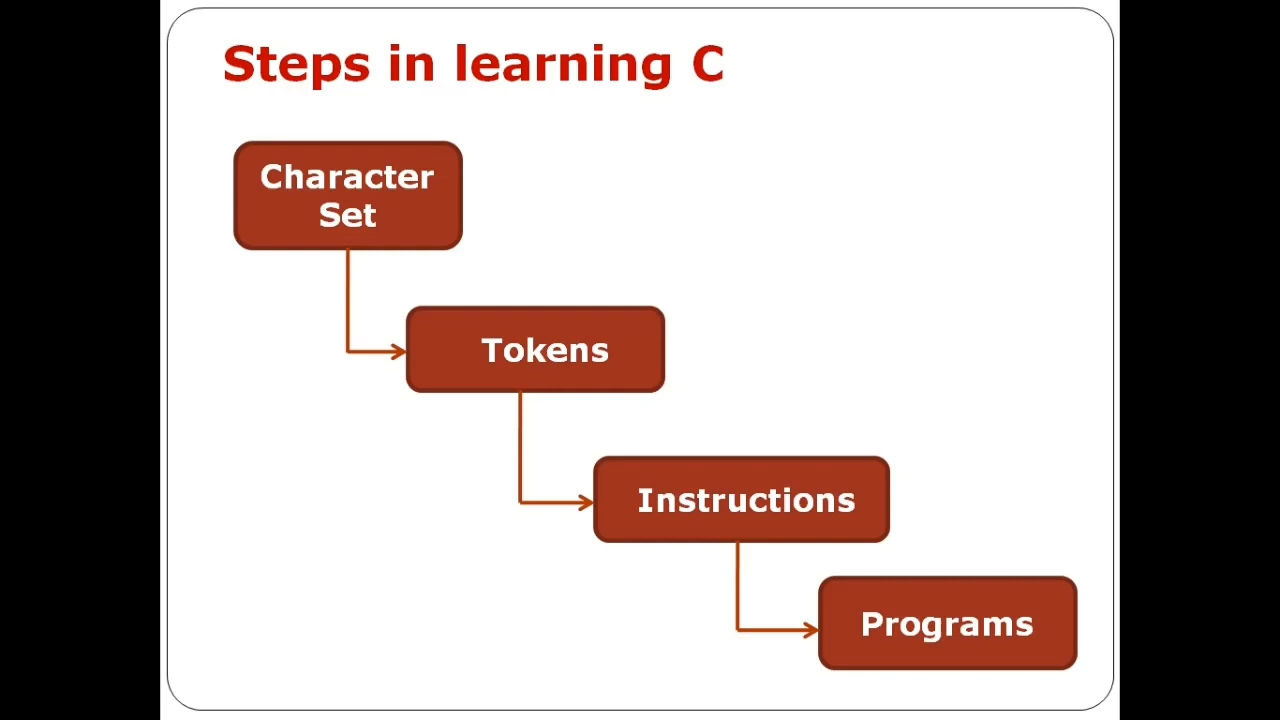 Steps in learning C
Character
Set
Tokens
Instructions
Programs